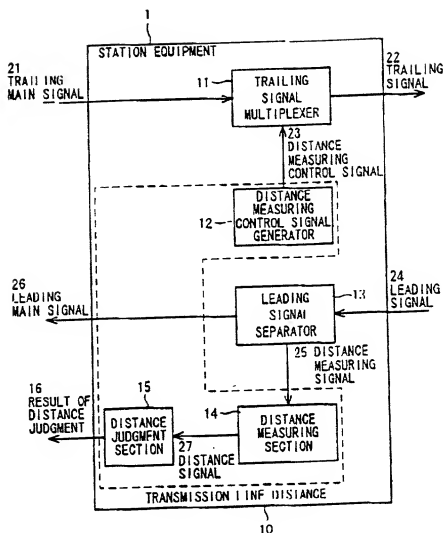 1
STATION EQUIPMENT
21
TRAILING
MAIN SIGNAL
11
TRAILING
SIGNAL
MULTIPLEXER
22
TRAILING
SIGNAL
23
DISTANCE
MEASURING
CONTROL SIGNAL
12
DISTANCE
MEASURING
CONTROL SIGNAL
GENERATOR
26
LEADING
MAIN SIGNAL
LEADING
SIGNAL
SEPARATOR
13
24
LEADING
SIGNAL
25 DISTANCE
MEASURING
SIGNAL
16
RESULT OF
DISTANCE
JUDGMENT
15
DISTANCE
JUDGMENT
SECTION
14
DISTANCE
MEASURING
SECTION
27
DISTANCE
SIGNAL
TRANSMISSION LINE DISTANCE
10